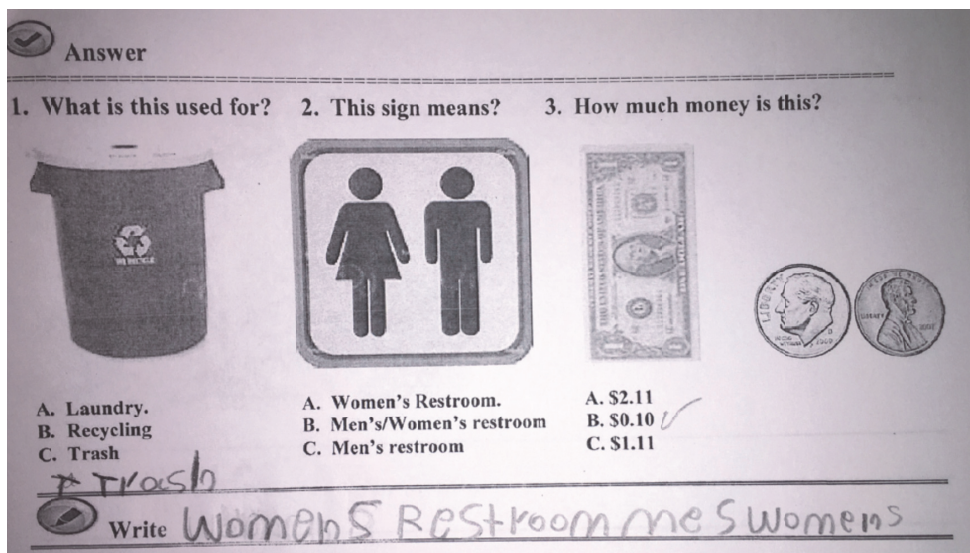 Answer
1. What is this used for? 2. This sign means? 3. How much money is this?
WE RECYCLE
LIBERTY
A. Laundry.
B. Recycling
C. Trash
A. Women's Restroom.
B. Men's/Women's restroom
C. Men's restroom
A. $2.11
B. $0.10
C. $1.11
Trash
Write Womens Restroom mes Womens